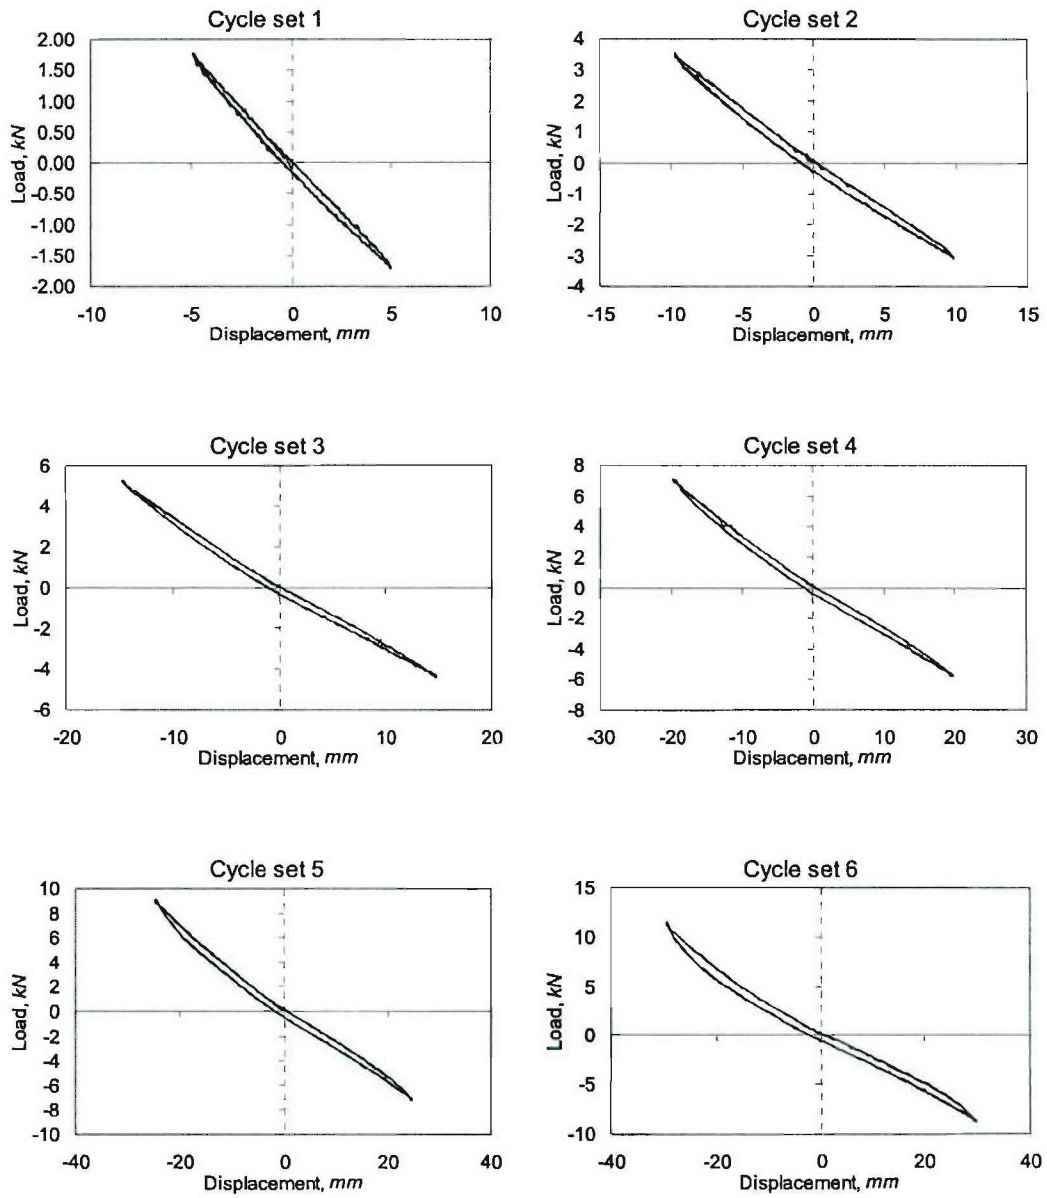 Cycle set 1
2.00
1.50
1.00
0.50
0.00
-0.50
-1.00
-1.50
-2.00
Load, kN
-10 -5 0 5 10
Displacement, mm
Cycle set 2
4
3
2
1
0
-1
-2
-3
-4
Load, kN
-15 -10 -5 0 5 10 15
Displacement, mm
Cycle set 3
6
4
2
0
-2
-4
-6
Load, kN
-20 -10 0 10 20
Displacement, mm
Cycle set 4
8
6
4
2
0
-2
-4
-6
-8
Load, kN
-30 -20 -10 0 10 20 30
Displacement, mm
Cycle set 5
10
8
6
4
2
0
-2
-4
-6
-8
-10
Load, kN
-40 -20 0 20 40
Displacement, mm
Cycle set 6
15
10
5
0
-5
-10
Load, kN
-40 -20 0 20 40
Displacement, mm